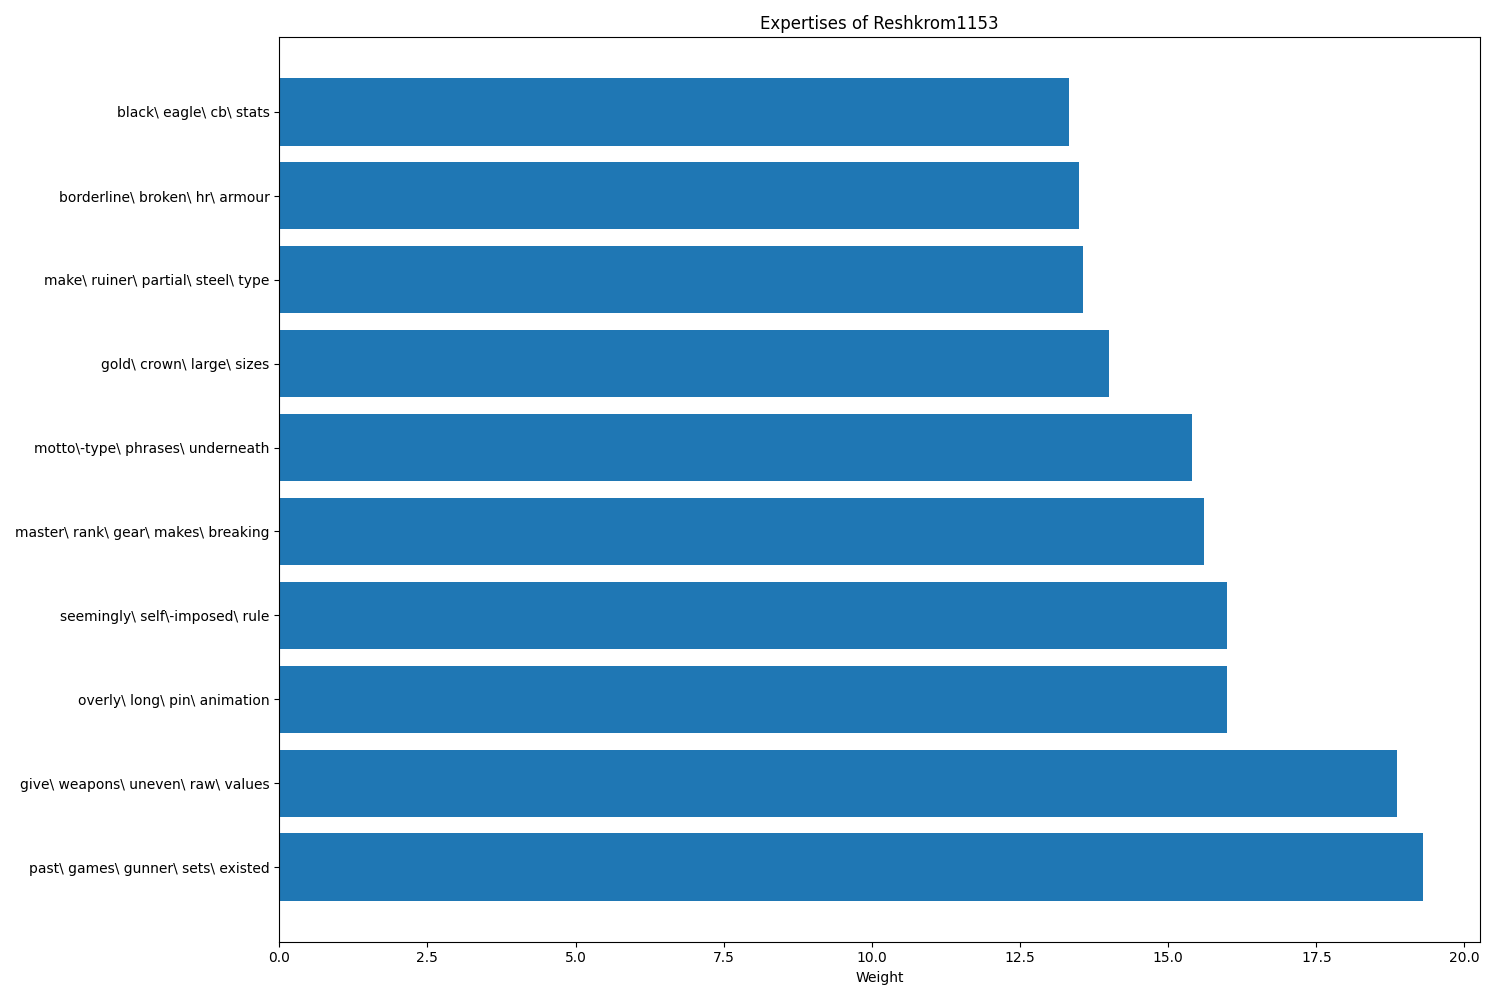 Expertises of Reshkrom1153
black\ eagle\ cb\ stats
borderline\ broken\ hr\ armour
make\ ruiner\ partial\ steel\ type
gold\ crown\ large\ sizes
motto\-type\ phrases\ underneath
master\ rank\ gear\ makes\ breaking
seemingly\ self\-imposed\ rule
overly\ long\ pin\ animation
give\ weapons\ uneven\ raw\ values
past\ games\ gunner\ sets\ existed
0.0 2.5 5.0 7.5 10.0 12.5 15.0 17.5 20.0
Weight